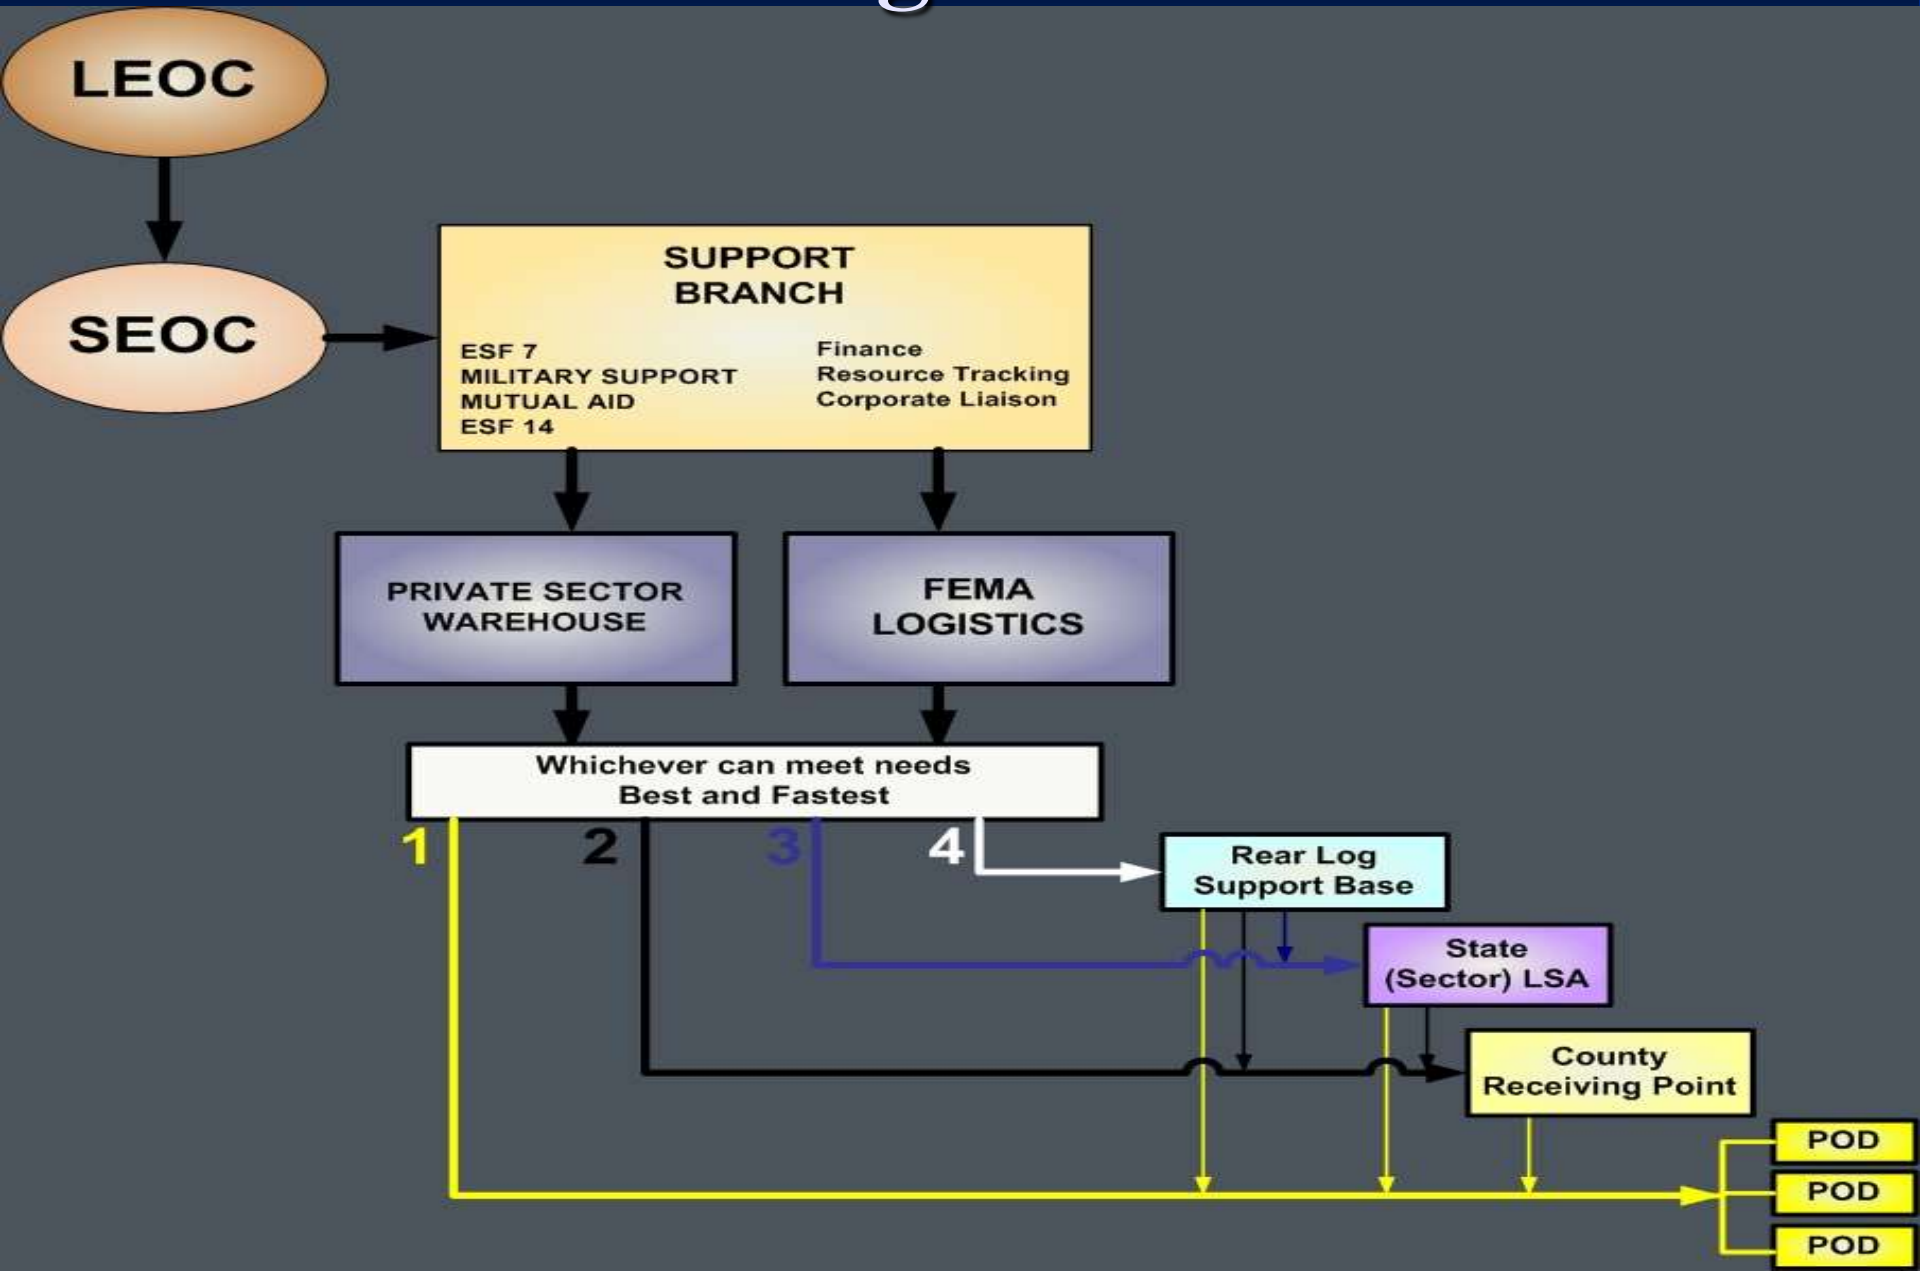 LEOC
SEOC
SUPPORT
BRANCH
ESF 7
MILITARY SUPPORT
MUTUAL AID
ESF 14
Finance
Resource Tracking
Corporate Liaison
PRIVATE SECTOR
WAREHOUSE
FEMA
LOGISTICS
Whichever can meet needs
Best and Fastest
1
2
3
4
Rear Log
Support Base
State
(Sector) LSA
County
Receiving Point
POD
POD
POD